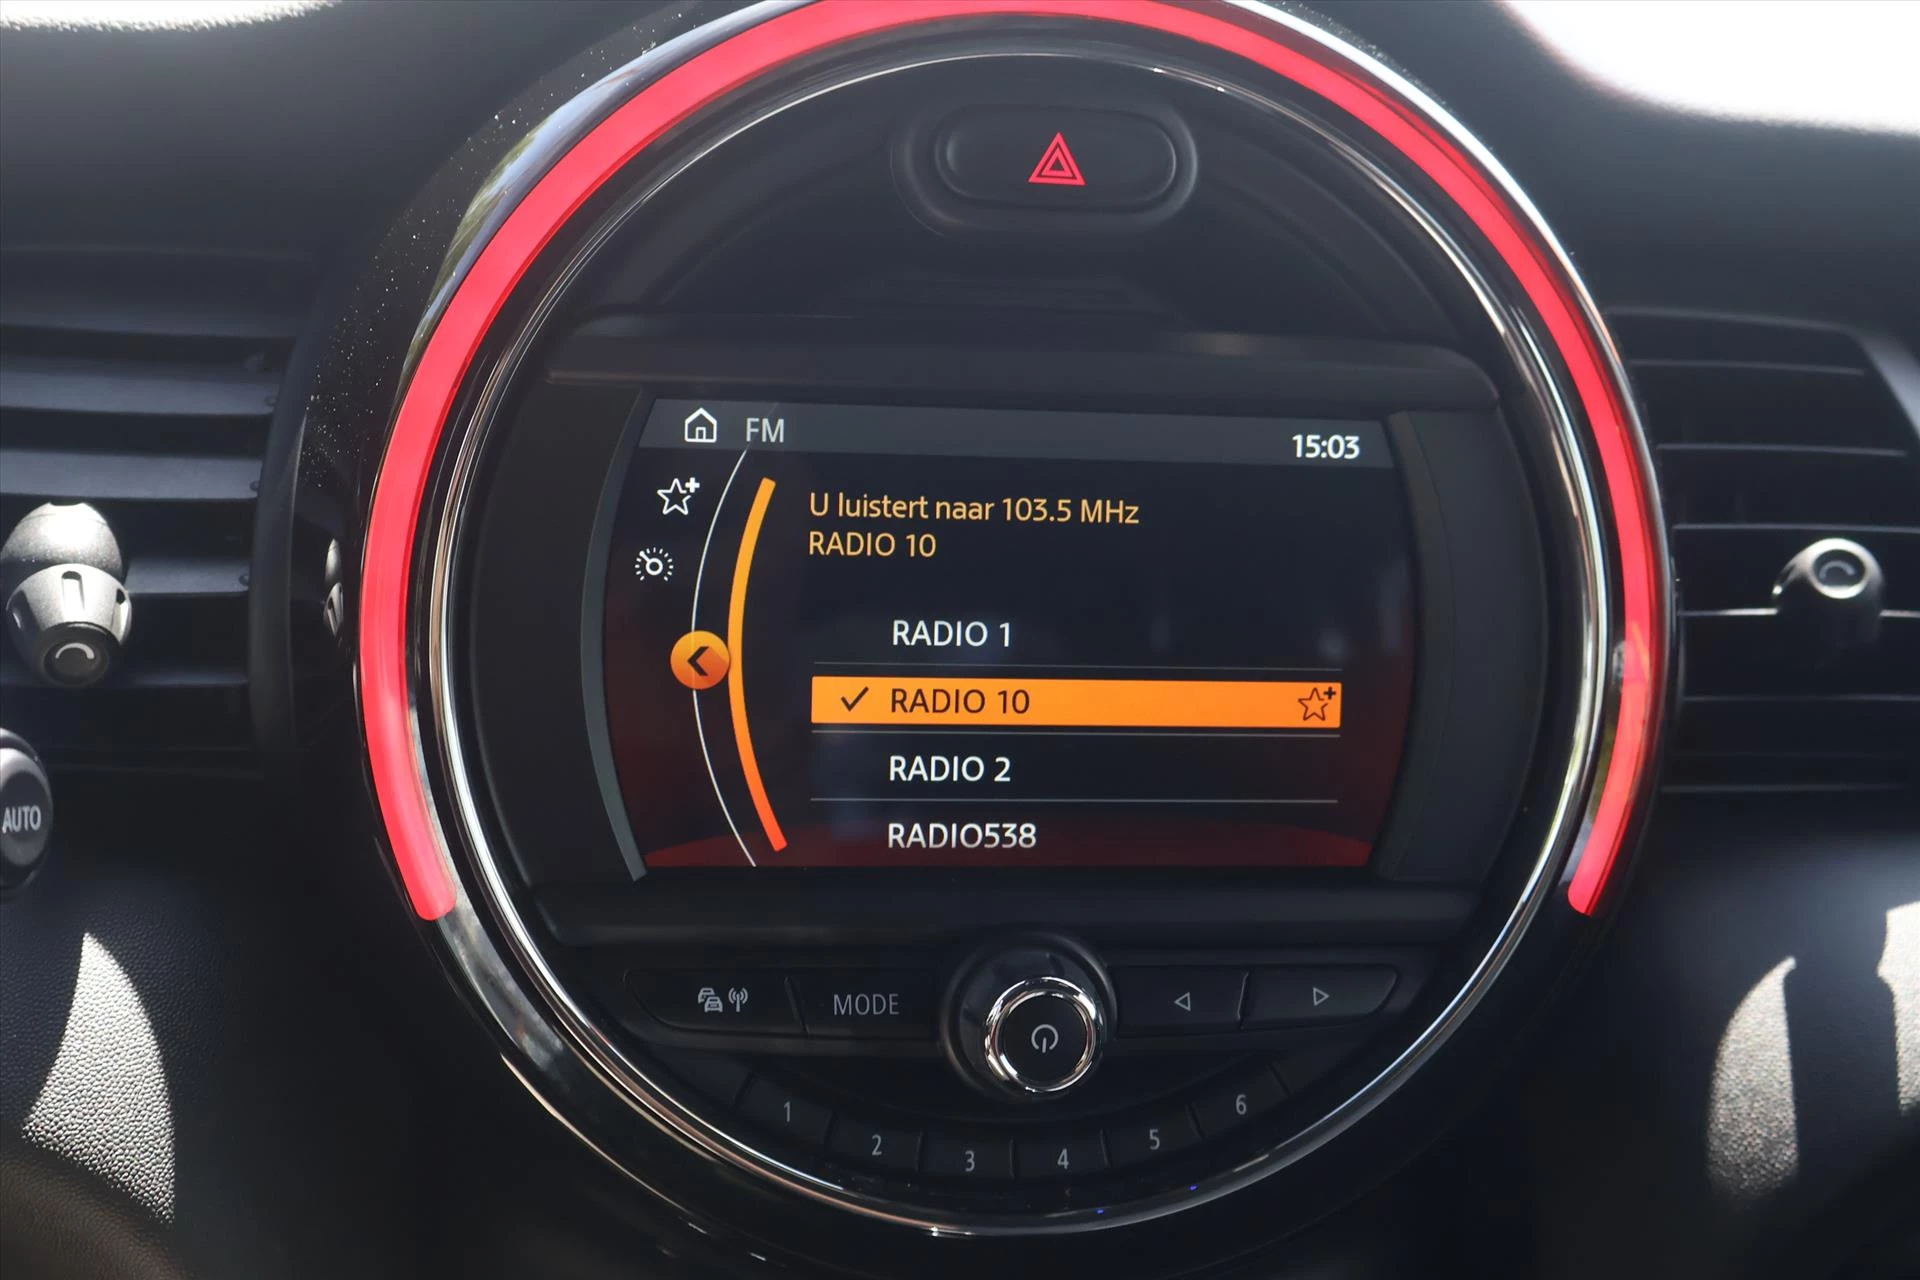 FM
15:03
U luistert naar 103.5 MHz
RADIO 10
RADIO 1
RADIO 10
RADIO 2
RADIO538
AUTO
MODE
1
2
3
4
5
6